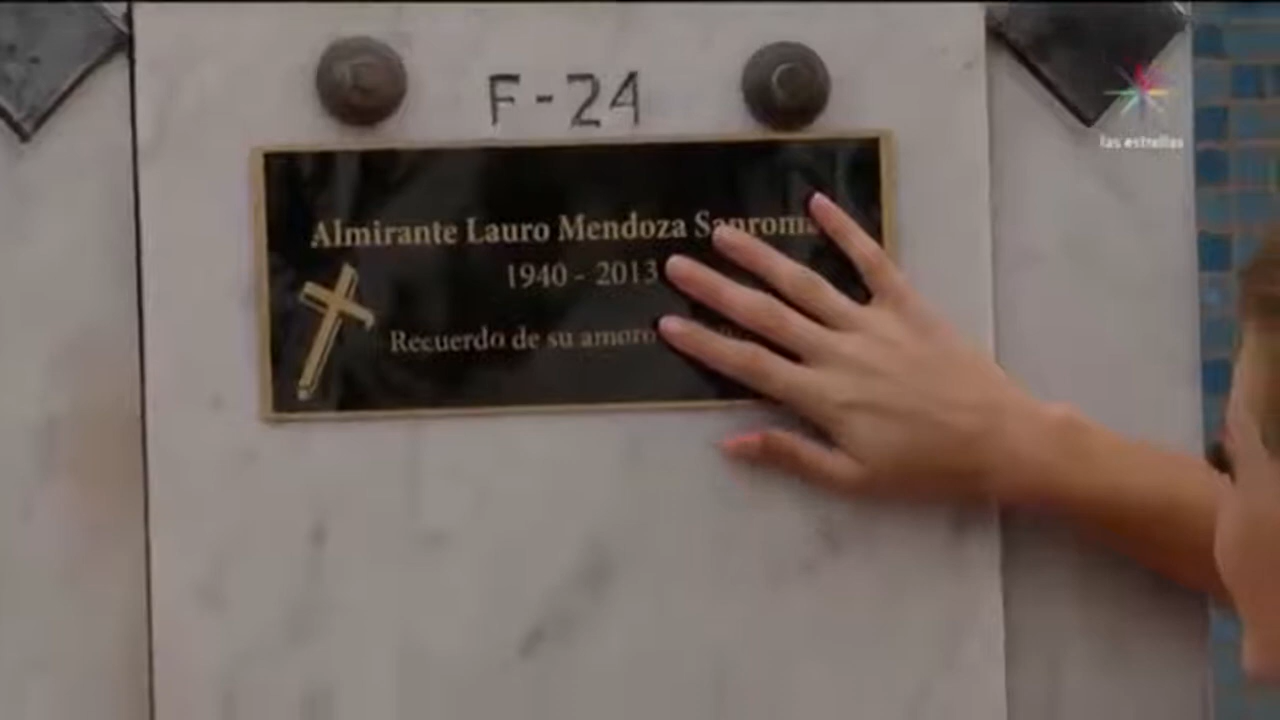 F-24
las estrellas
Almirante Lauro Mendoza
1940 - 2013
Recuerdo de su